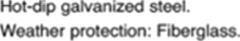 Hot-dip galvanized steel.
Weather protection: Fiberglass.